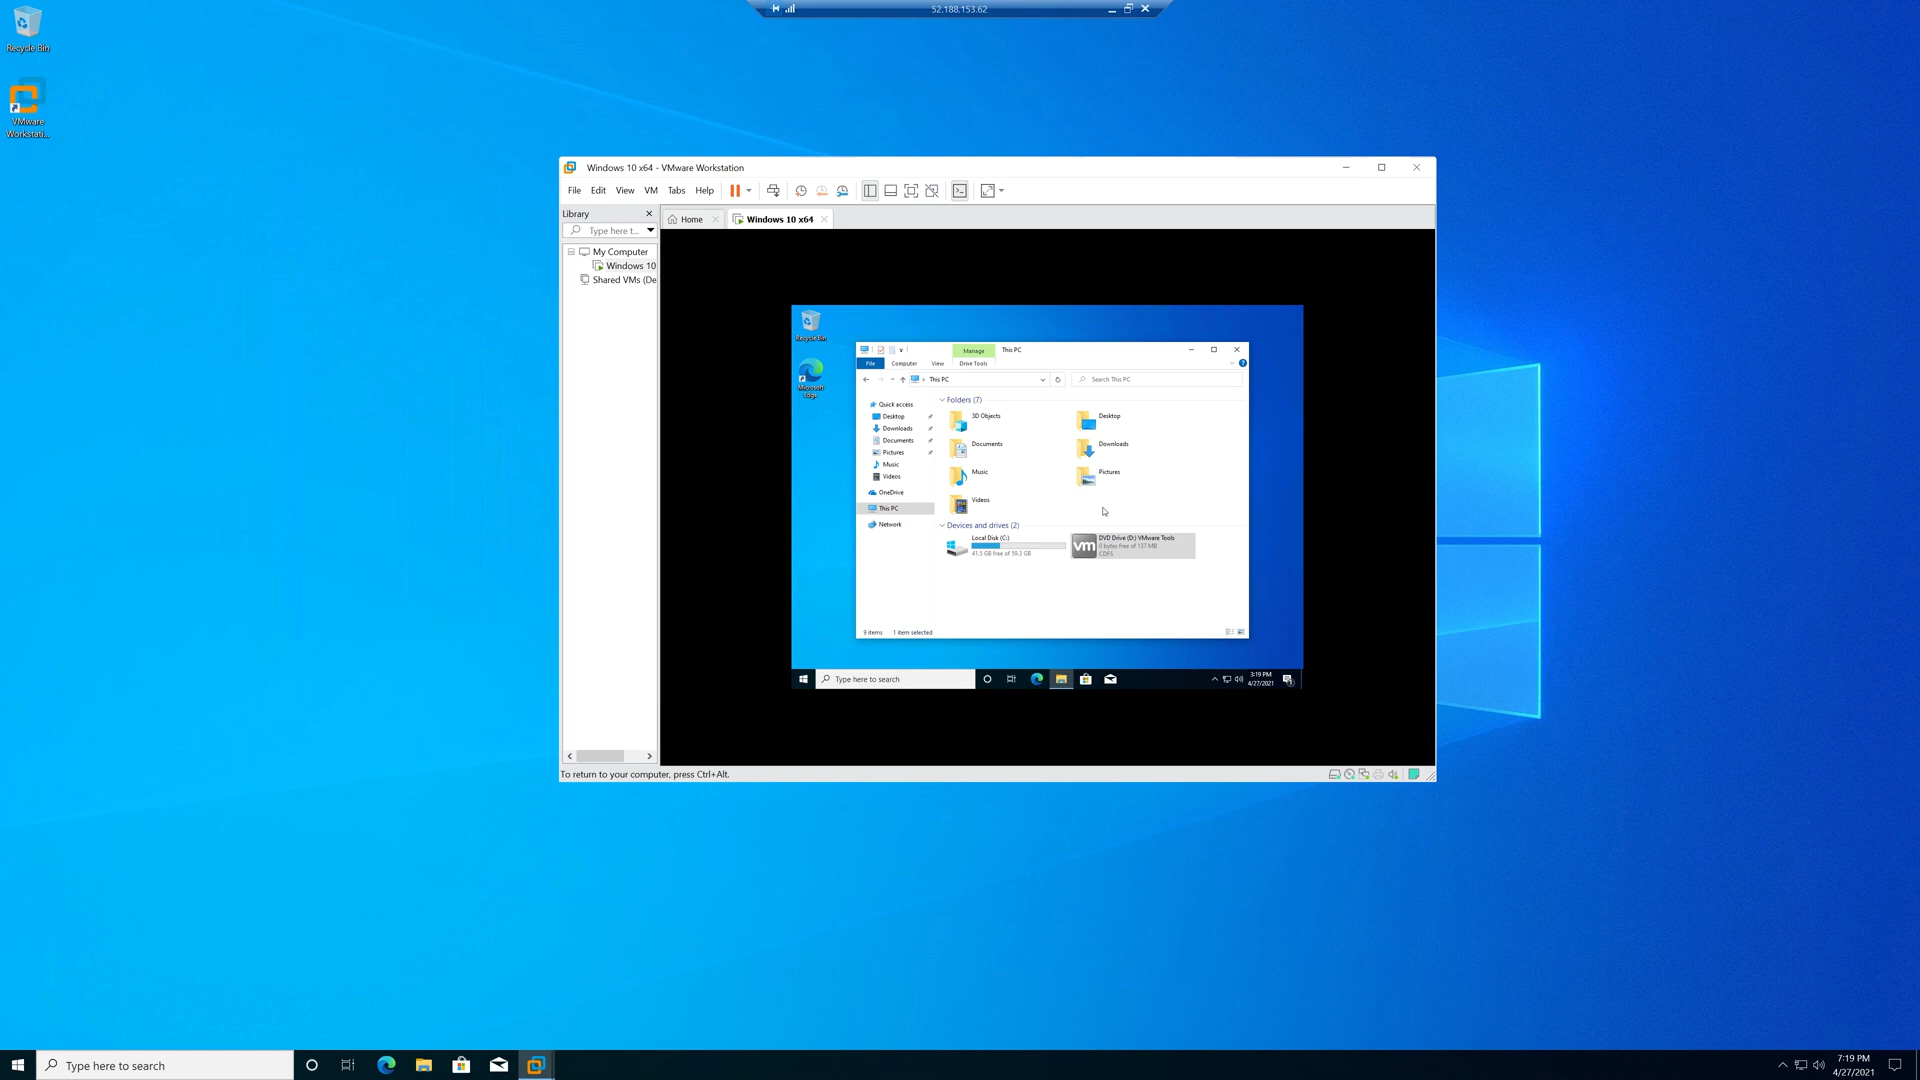 52.188.153.62
Recycle Bin
VMware
Workstati...
Windows 10 x64 - VMware Workstation
File Edit View VM Tabs Help
Library
Type here t...
Home
Windows 10 x64
My Computer
Windows 10
Shared VMs (De
Recycle Bin
Microsoft
Edge
Manage
This PC
File Computer View Drive Tools
This PC
Search This PC
Quick access
Desktop
Downloads
Documents
Pictures
Music
Videos
OneDrive
This PC
Network
Folders (7)
3D Objects
Desktop
Documents
Downloads
Music
Pictures
Videos
Devices and drives (2)
Local Disk (C:)
41.5 GB free of 59.3 GB
vm
DVD Drive (D:) VMware Tools
0 bytes free of 137 MB
CDFS
9 items 1 item selected
Type here to search
3:19 PM
4/27/2021
To return to your computer, press Ctrl+Alt.
Type here to search
7:19 PM
4/27/2021